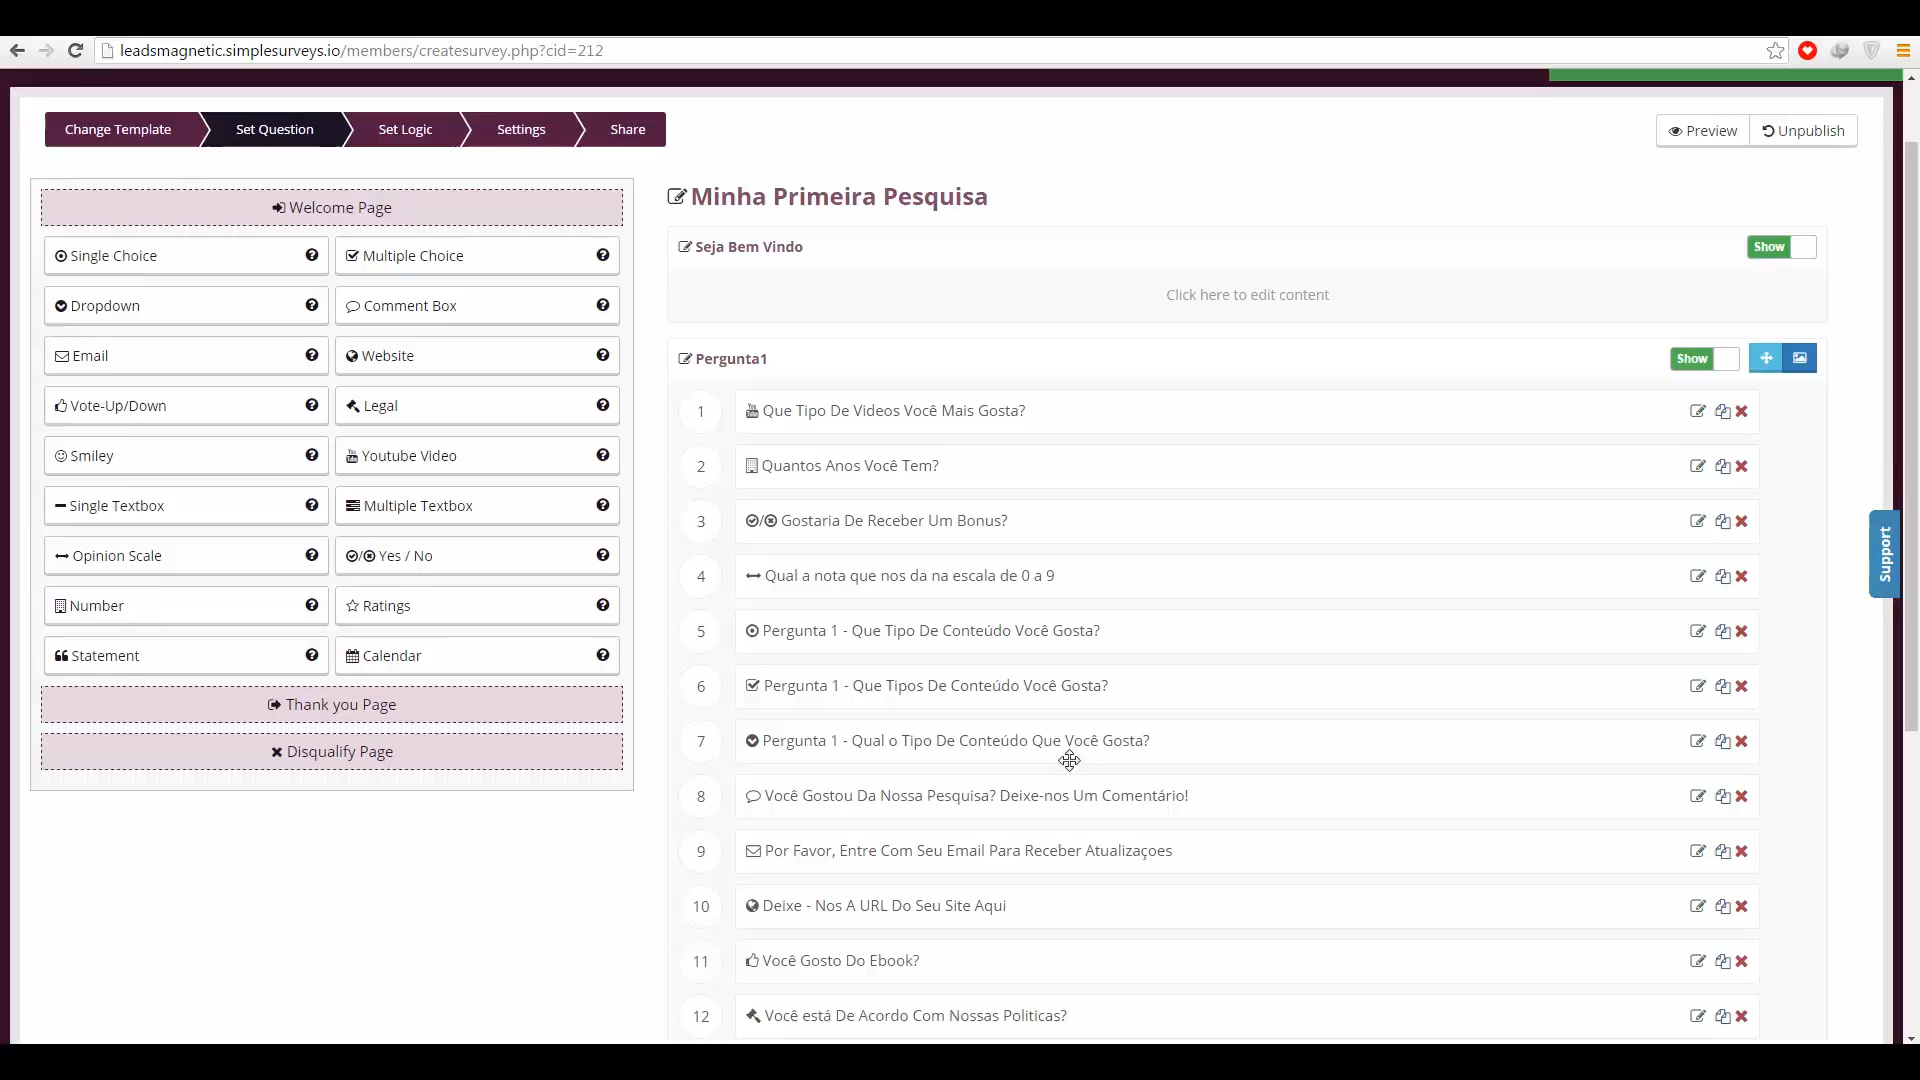 leadsmagnetic.simplesurveys.io/members/createsurvey.php?cid=212
Change Template
Set Question
Set Logic
Settings
Share
Preview
Unpublish
Welcome Page
Single Choice
Multiple Choice
Dropdown
Comment Box
Email
Website
Vote-Up/Down
Legal
Smiley
Youtube Video
Single Textbox
Multiple Textbox
Opinion Scale
Yes / No
Number
Ratings
Statement
Calendar
Thank you Page
Disqualify Page
Minha Primeira Pesquisa
Seja Bem Vindo
Show
Click here to edit content
Pergunta1
Show
1 Que Tipo De Videos Você Mais Gosta?
2 Quantos Anos Você Tem?
3 Gostaria De Receber Um Bonus?
4 Qual a nota que nos da na escala de 0 a 9
5 Pergunta 1 - Que Tipo De Conteúdo Você Gosta?
6 Pergunta 1 - Que Tipos De Conteúdo Você Gosta?
7 Pergunta 1 - Qual o Tipo De Conteúdo Que Você Gosta?
8 Você Gostou Da Nossa Pesquisa? Deixe-nos Um Comentário!
9 Por Favor, Entre Com Seu Email Para Receber Atualizaçoes
10 Deixe - Nos A URL Do Seu Site Aqui
11 Você Gosto Do Ebook?
12 Você está De Acordo Com Nossas Politicas?
Support